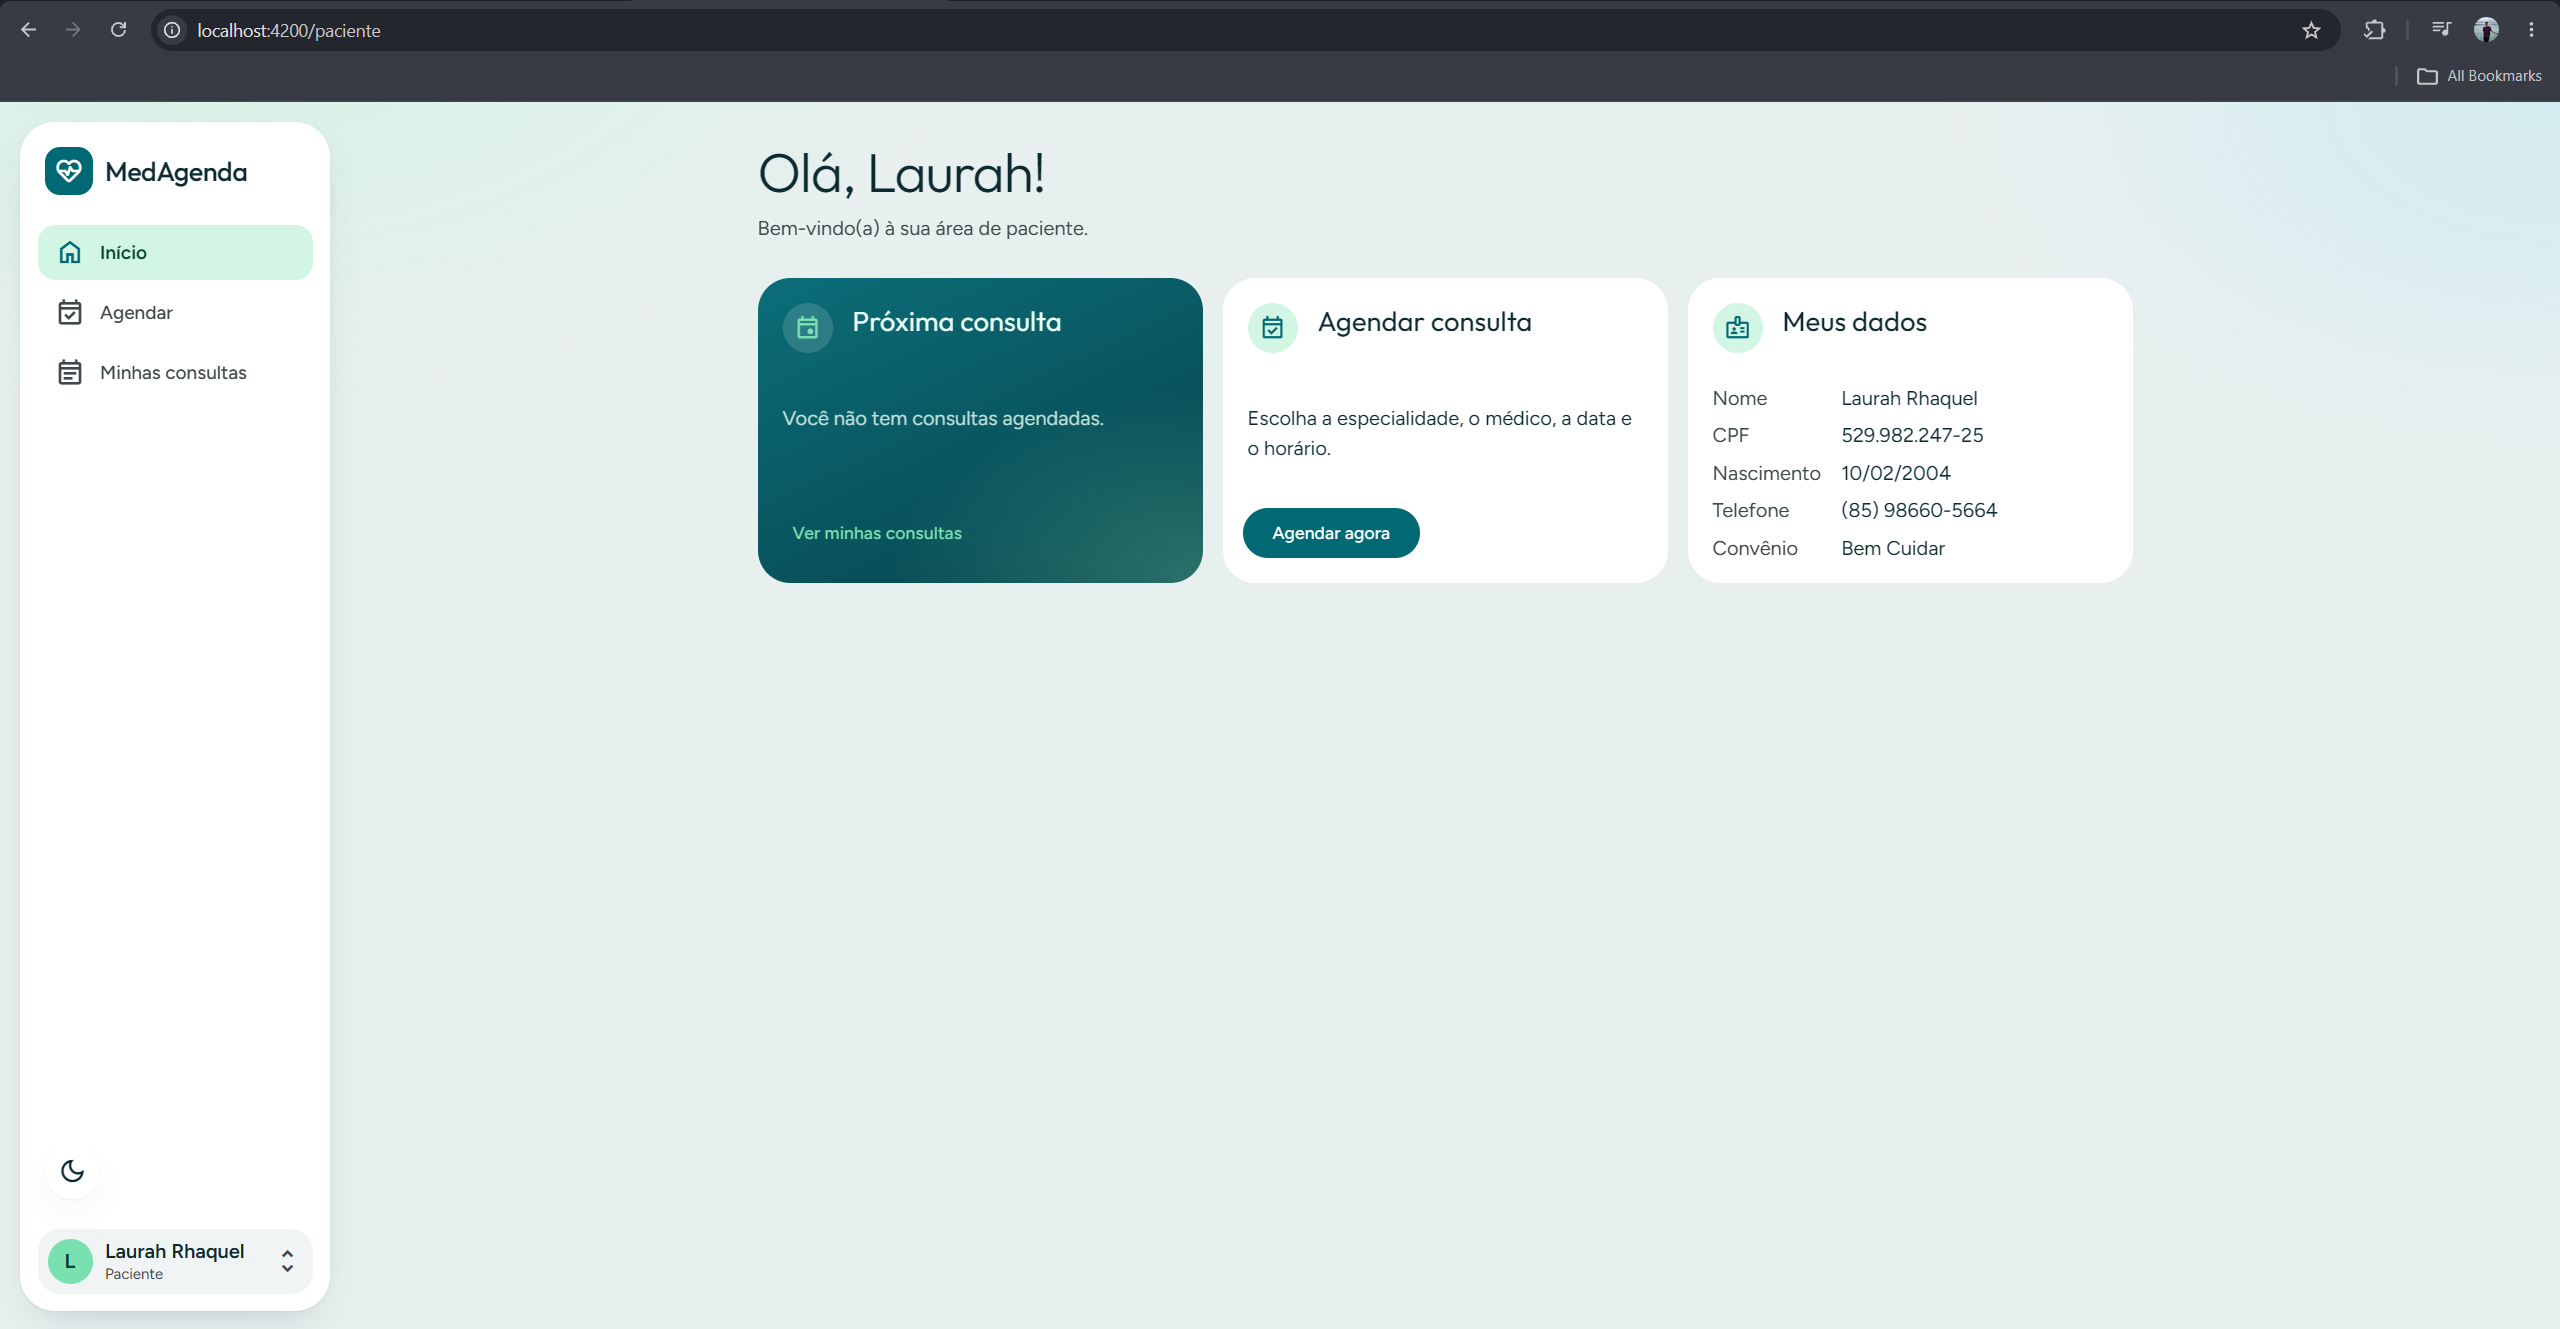 localhost:4200/paciente
All Bookmarks
MedAgenda
Início
Agendar
Minhas consultas
Olá, Laurah!
Bem-vindo(a) à sua área de paciente.
Próxima consulta
Você não tem consultas agendadas.
Ver minhas consultas
Agendar consulta
Escolha a especialidade, o médico, a data e
o horário.
Agendar agora
Meus dados
Nome Laurah Rhaquel
CPF 529.982.247-25
Nascimento 10/02/2004
Telefone (85) 98660-5664
Convênio Bem Cuidar
L
Laurah Rhaquel
Paciente